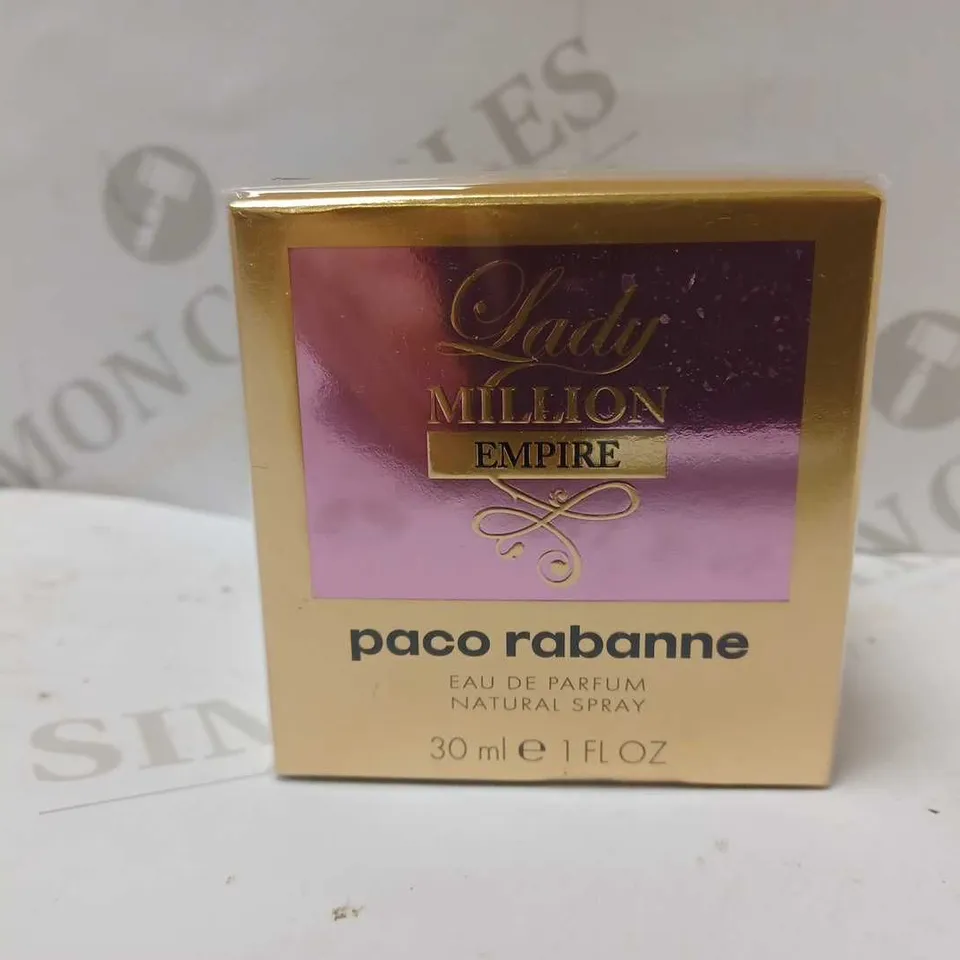 Lady
MILLION
EMPIRE
paco rabanne
EAU DE PARFUM
NATURAL SPRAY
30 ml e 1 FL OZ